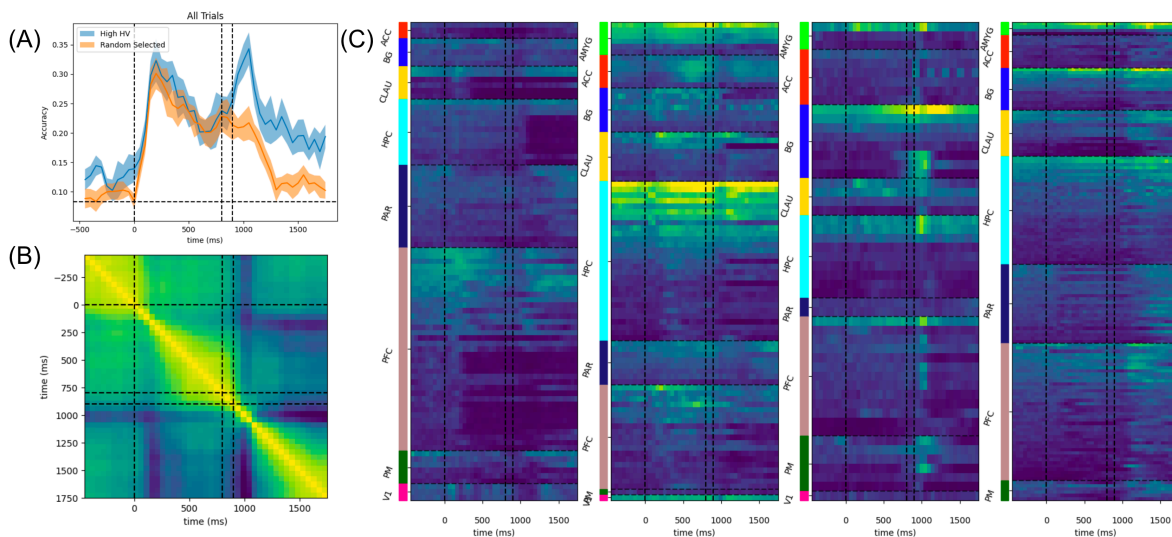 (A)
All Trials
High HV
Random Selected
Accuracy
0.35
0.30
0.25
0.20
0.15
0.10
−500
0
500
1000
1500
time (ms)
(B)
time (ms)
−250
0
250
500
750
1000
1250
1500
1750
0
500
1000
1500
time (ms)
(C)
ACC
BG
CLAU
HPC
PAR
PFC
PM
V1
0
500
1000
1500
time (ms)
AMYG
ACC
BG
CLAU
HPC
PAR
PFC
PM
V1
0
500
1000
1500
time (ms)
ACC
BG
CLAU
HPC
PAR
PFC
PM
V1
0
500
1000
1500
time (ms)
AMYG
ACC
BG
CLAU
HPC
PAR
PFC
PM
0
500
1000
1500
time (ms)